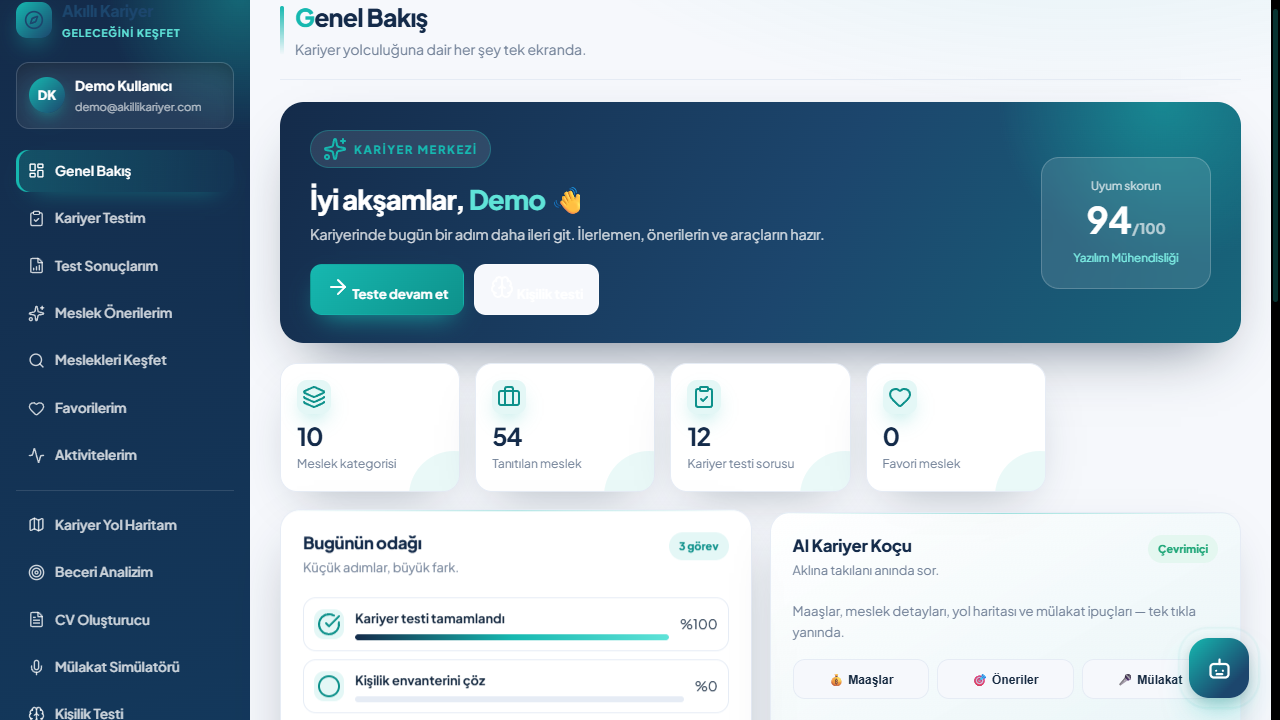 Akıllı Kariyer
GELECEĞİNİ KEŞFET
DK
Demo Kullanıcı
demo@akillikariyer.com
Genel Bakış
Kariyer Testim
Test Sonuçlarım
Meslek Önerilerim
Meslekleri Keşfet
Favorilerim
Aktivitelerim
Kariyer Yol Haritam
Beceri Analizim
CV Oluşturucu
Mülakat Simülatörü
Kişilik Testi
Genel Bakış
Kariyer yolculuğuna dair her şey tek ekranda.
KARİYER MERKEZİ
İyi akşamlar, Demo 👋
Kariyerinde bugün bir adım daha ileri git. İlerlemen, önerilerin ve araçların hazır.
Teste devam et
Kişilik testi
Uyum skorun
94/100
Yazılım Mühendisliği
10
Meslek kategorisi
54
Tanıtılan meslek
12
Kariyer testi sorusu
0
Favori meslek
Bugünün odağı
3 görev
Küçük adımlar, büyük fark.
Kariyer testi tamamlandı
%100
Kişilik envanterini çöz
%0
AI Kariyer Koçu
Çevrimiçi
Aklına takılanı anında sor.
Maaşlar, meslek detayları, yol haritası ve mülakat ipuçları — tek tıkla
yanında.
💰 Maaşlar
🎯 Öneriler
🎤 Mülakat